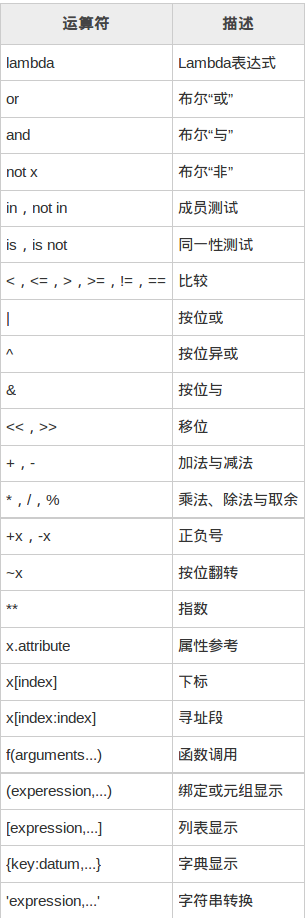 运算符 描述
lambda Lambda表达式
or 布尔“或”
and 布尔“与”
not x 布尔“非”
in，not in 成员测试
is，is not 同一性测试
<，<=，>，>=，!=，== 比较
| 按位或
^ 按位异或
& 按位与
<<，>> 移位
+，- 加法与减法
*，/，% 乘法、除法与取余
+x，-x 正负号
~x 按位翻转
** 指数
x.attribute 属性参考
x[index] 下标
x[index:index] 寻址段
f(arguments...) 函数调用
(experession,...) 绑定或元组显示
[expression,...] 列表显示
{key:datum,...} 字典显示
'expression,...' 字符串转换